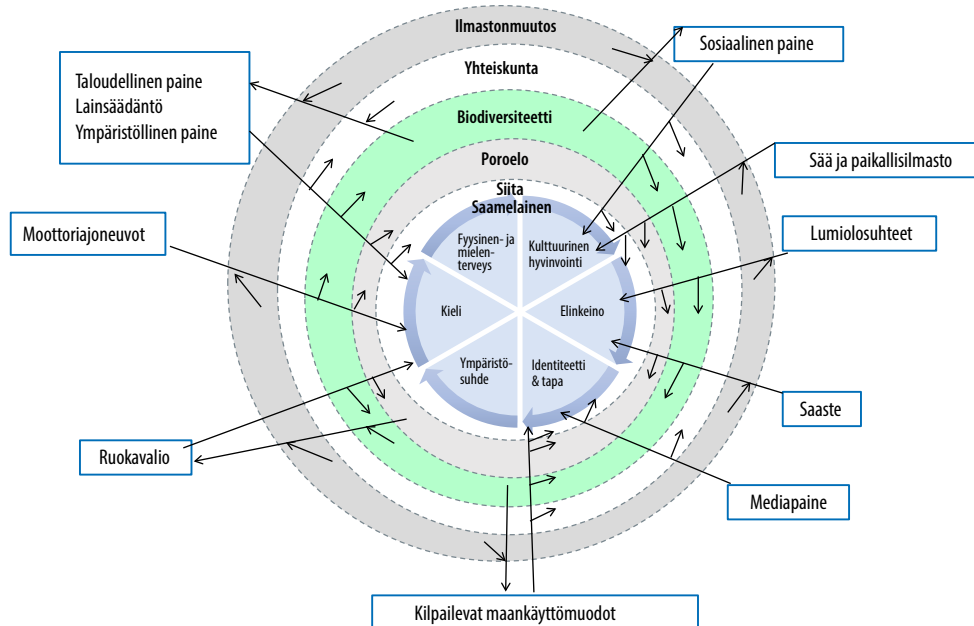 Ilmastonmuutos
Sosiaalinen paine
Yhteiskunta
Taloudellinen paine
Lainsäädäntö
Ympäristöllinen paine
Biodiversiteetti
Poroelo
Sää ja paikallisilmasto
Siita
Saamelainen
Moottoriajoneuvot
Fyysinen- ja
mielen-
terveys
Kulttuurinen
hyvinvointi
Lumiolosuhteet
Kieli
Elinkeino
Ympäristö-
suhde
Identiteetti
& tapa
Saaste
Ruokavalio
Mediapaine
Kilpailevat maankäyttömuodot